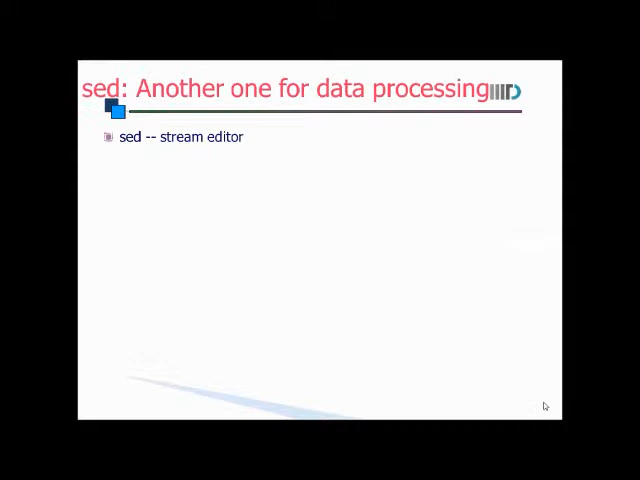 sed: Another one for data processing
sed -- stream editor